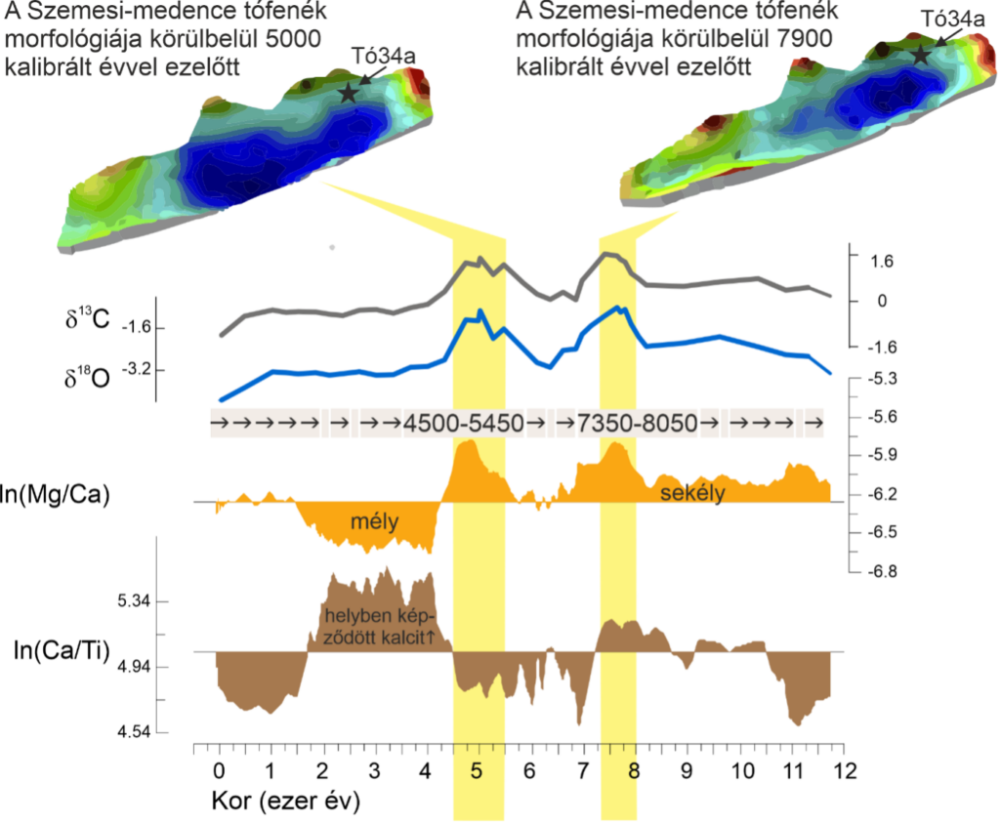 A Szemesi-medence tófenék
morfológiája körülbelül 5000
kalibrált évvel ezelőtt
Tó34a
A Szemesi-medence tófenék
morfológiája körülbelül 7900
kalibrált évvel ezelőtt
Tó34a
δ13C
-1.6
δ18O
-3.2
1.6
0
-1.6
-5.3
-5.6
-5.9
-6.2
-6.5
-6.8
→→→→→→→→→4500-5450→→7350-8050→→→→→
ln(Mg/Ca)
mély
sekély
5.34
4.94
4.54
ln(Ca/Ti)
helyben kép-
ződött kalcit↑
0 1 2 3 4 5 6 7 8 9 10 11 12
Kor (ezer év)